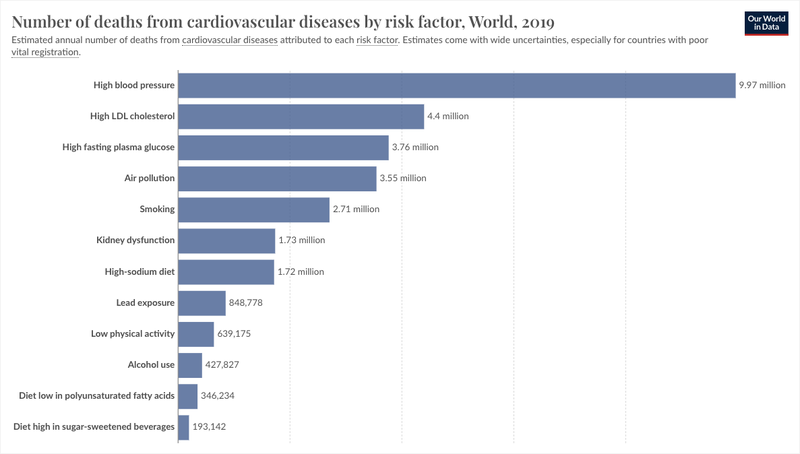 Number of deaths from cardiovascular diseases by risk factor, World, 2019
Our World
in Data
Estimated annual number of deaths from cardiovascular diseases attributed to each risk factor. Estimates come with wide uncertainties, especially for countries with poor
vital registration.
High blood pressure 9.97 million
High LDL cholesterol 4.4 million
High fasting plasma glucose 3.76 million
Air pollution 3.55 million
Smoking 2.71 million
Kidney dysfunction 1.73 million
High-sodium diet 1.72 million
Lead exposure 848,778
Low physical activity 639,175
Alcohol use 427,827
Diet low in polyunsaturated fatty acids 346,234
Diet high in sugar-sweetened beverages 193,142